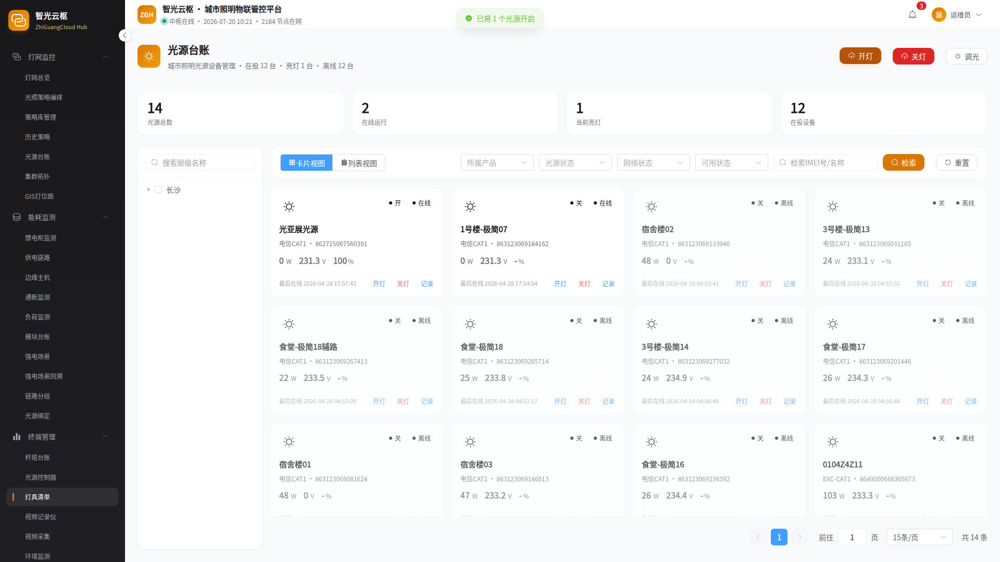 智光云枢
ZhiGuangCloud Hub
灯网监控
灯网总览
光照策略编排
策略库管理
历史策略
光源台账
集群拓扑
GIS灯位图
能耗监测
馈电柜监测
供电链路
边缘主机
通断监测
负荷监测
模块台账
强电场景
强电场景回溯
链路分组
光源绑定
终端管理
杆塔台账
光源控制器
灯具清单
视频记录仪
视频采集
环境监测
ZGH
智光云枢 • 城市照明物联管控平台
中枢在线 • 2026-07-20 10:21 • 2184 节点在网
已将 1 个光源开启
3
运 运维员
光源台账
城市照明光源设备管理 • 在役 12 台 • 亮灯 1 台 • 离线 12 台
开灯 关灯 调光
14
光源总数
2
在线运行
1
当前亮灯
12
在役设备
搜索层级名称
长沙
卡片视图 列表视图 所属产品 光源状态 网络状态 可用状态 检索IMEI号/名称 检索 重置
开 在线
光亚展光源
电信CAT1 • 862715067560391
0 W 231.3 V 100%
最后在线 2026-04-28 17:57:42 开灯 关灯 记录
关 在线
1号楼-极简07
电信CAT1 • 863123069184162
0 W 231.3 V -%
最后在线 2026-04-28 17:54:54 开灯 关灯 记录
关 离线
宿舍楼02
电信CAT1 • 863123069133946
48 W 0 V -%
最后在线 2026-04-28 04:53:41 开灯 关灯 记录
关 离线
3号楼-极简13
电信CAT1 • 863123069031165
24 W 233.1 V -%
最后在线 2026-04-28 04:52:52 开灯 关灯 记录
关 离线
食堂-极简18辅路
电信CAT1 • 863123069267413
22 W 233.5 V -%
最后在线 2026-04-28 04:52:09 开灯 关灯 记录
关 离线
食堂-极简18
电信CAT1 • 863123069265714
25 W 233.8 V -%
最后在线 2026-04-28 04:51:17 开灯 关灯 记录
关 离线
3号楼-极简14
电信CAT1 • 863123069277032
24 W 234.9 V -%
最后在线 2026-04-24 04:56:48 开灯 关灯 记录
关 离线
食堂-极简17
电信CAT1 • 863123069201446
26 W 234.3 V -%
最后在线 2026-04-28 04:56:48 开灯 关灯 记录
关 离线
宿舍楼01
电信CAT1 • 863123069081624
48 W 0 V -%
关 离线
宿舍楼03
电信CAT1 • 863123069146013
47 W 233.2 V -%
关 离线
食堂-极简16
电信CAT1 • 863123069236392
26 W 234.4 V -%
关 离线
0104Z4Z11
EXC-CAT1 • 8649000666365673
103 W 233.3 V -%
1 前往 1 页 15条/页 共 14 条